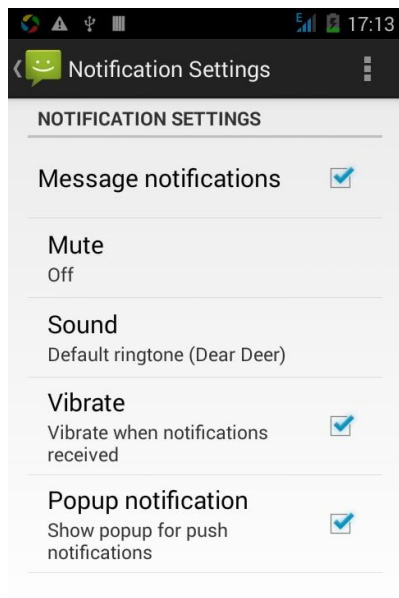 E 17:13
Notification Settings
NOTIFICATION SETTINGS
Message notifications
Mute
Off
Sound
Default ringtone (Dear Deer)
Vibrate
Vibrate when notifications
received
Popup notification
Show popup for push
notifications